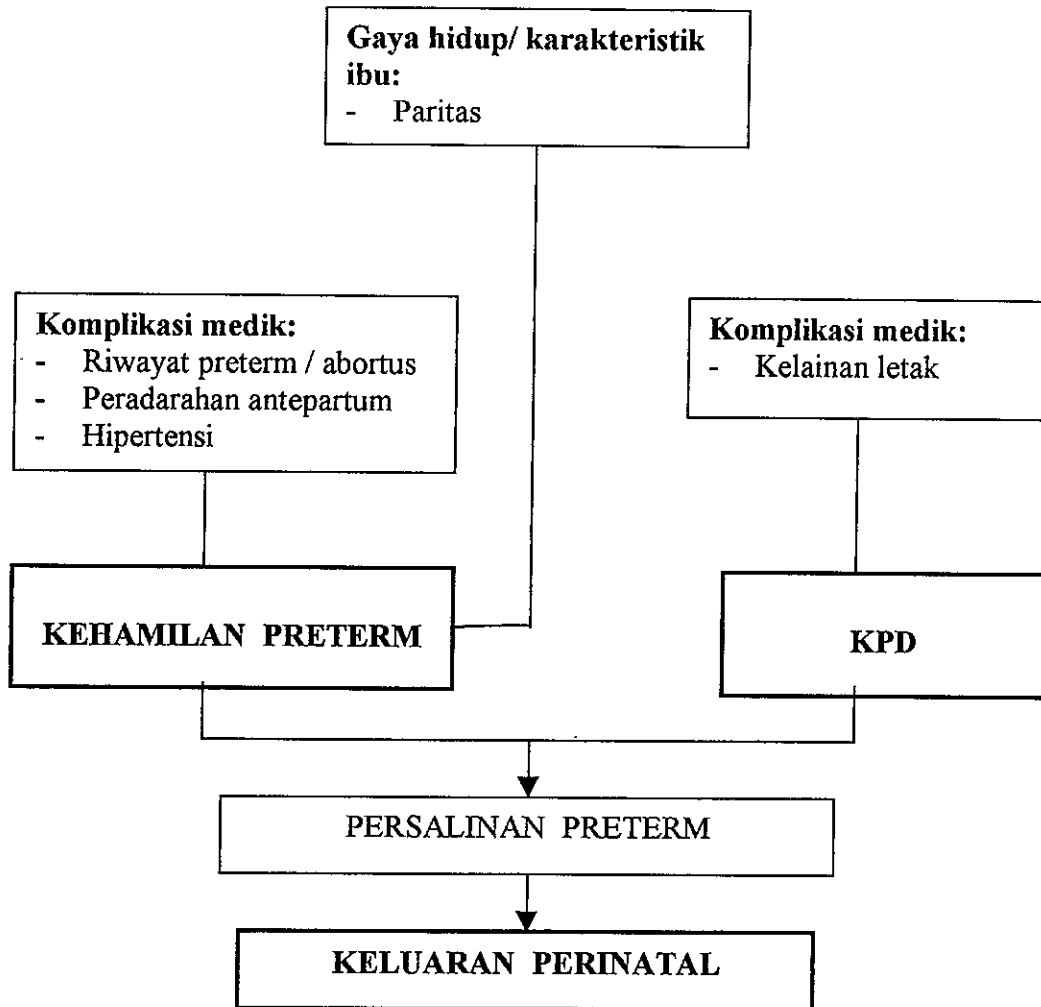 Gaya hidup/ karakteristik
ibu:
- Paritas
Komplikasi medik:
- Riwayat preterm / abortus
- Peradarahan antepartum
- Hipertensi
Komplikasi medik:
- Kelainan letak
KEHAMILAN PRETERM
KPD
PERSALINAN PRETERM
KELUARAN PERINATAL